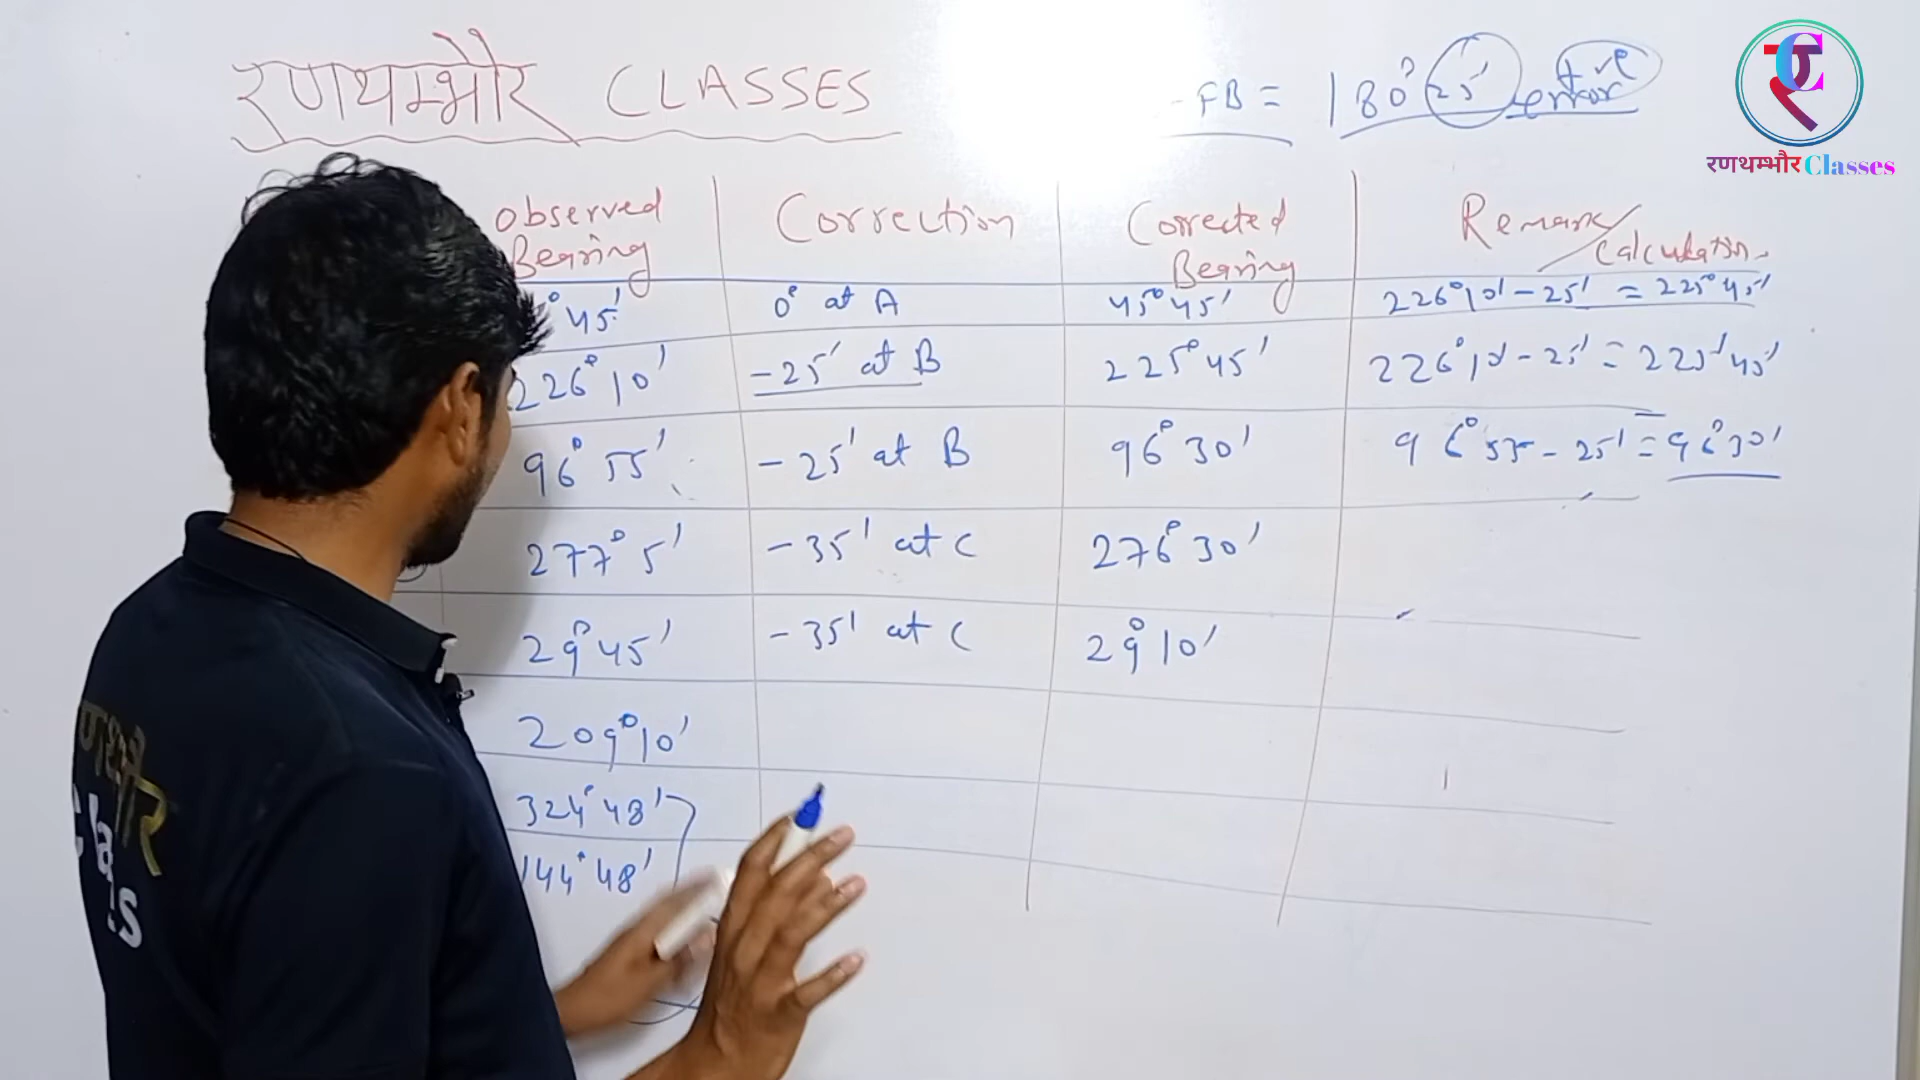 रणथम्भौर CLASSES
FB = 180° 25' error +ve
रणथम्भौर Classes
Observed Bearing
Correction
Corrected Bearing
Remark/Calculation
° 45' 0° at A 45° 45' 226° 10' - 25' = 225° 45'
226° 10' -25' at B 225° 45' 226° 10' - 25' = 225° 45'
96° 55' -25' at B 96° 30' 96° 55 - 25' = 96° 30'
277° 5' -35' at C 276° 30'
29° 45' -35' at C 29° 10'
209° 10'
324° 48'
144° 48'